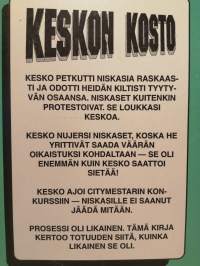 KESKON KOSTO
KESKO PETKUTTI NISKASIA RASKAAS-
TI JA ODOTTI HEIDÄN KILTISTI TYYTY-
VÄN OSAANSA. NISKASET KUITENKIN
PROTESTOIVAT. SE LOUKKASI
KESKOA.
KESKO NUJERSI NISKASET, KOSKA HE
YRITTIVÄT SAADA VÄÄRÄN
OIKAISTUKSI KOHDALTAAN — SE OLI
ENEMMÄN KUIN KESKO SAATTOI
SIETÄÄ!
KESKO AJOI CITYMESTARIN KON-
KURSSIIN — NISKASILLE EI SAANUT
JÄÄDÄ MITÄÄN.
PROSESSI OLI LIKAINEN. TÄMÄ KIRJA
KERTOO TOTUUDEN SIITÄ, KUINKA
LIKAINEN SE OLI.